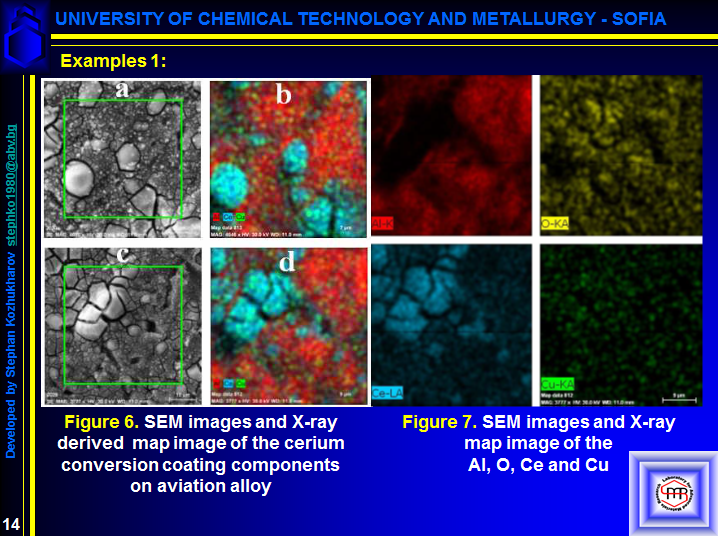 UNIVERSITY OF CHEMICAL TECHNOLOGY AND METALLURGY - SOFIA
Examples 1:
Developed by Stephan Kozhukharov stephko1980@abv.bg
a
b
Al-K
O-KA
c
d
Ce-LA
Cu-KA
Figure 6. SEM images and X-ray
derived map image of the cerium
conversion coating components
on aviation alloy
Figure 7. SEM images and X-ray
map image of the
Al, O, Ce and Cu
14